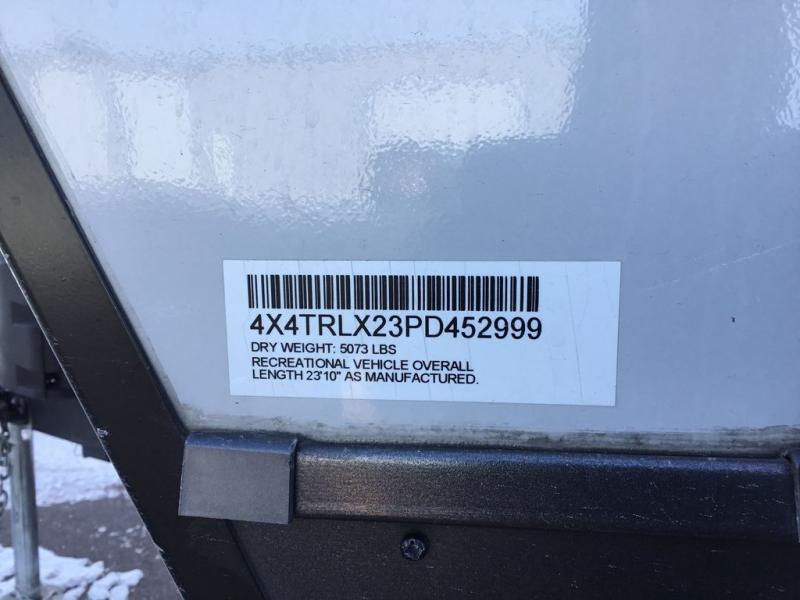 4X4TRLX23PD452999
DRY WEIGHT: 5073 LBS
RECREATIONAL VEHICLE OVERALL
LENGTH 23'10" AS MANUFACTURED.